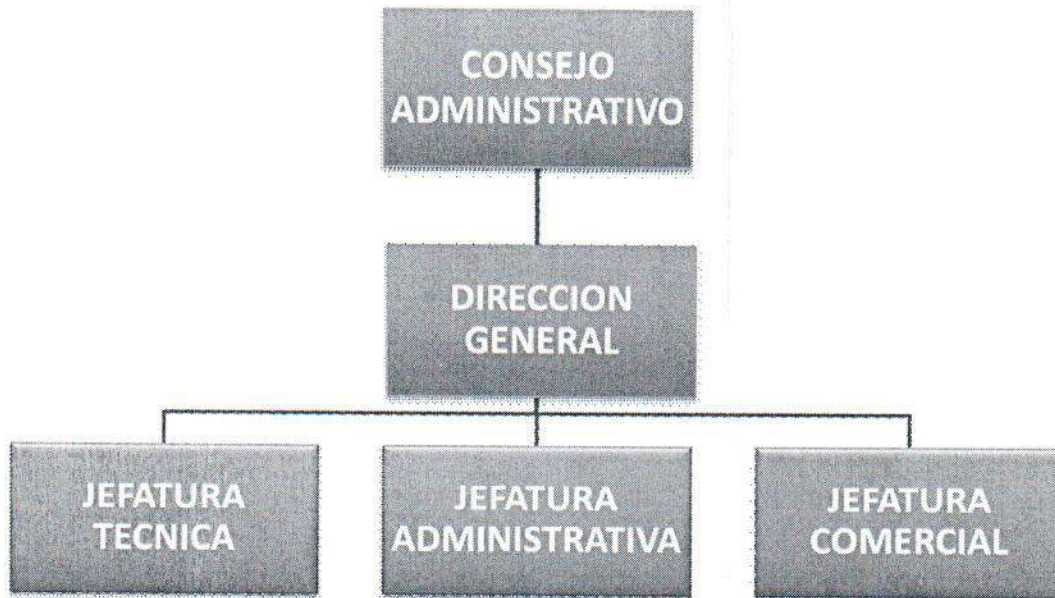 CONSEJO
ADMINISTRATIVO
DIRECCION
GENERAL
JEFATURA
TECNICA
JEFATURA
ADMINISTRATIVA
JEFATURA
COMERCIAL